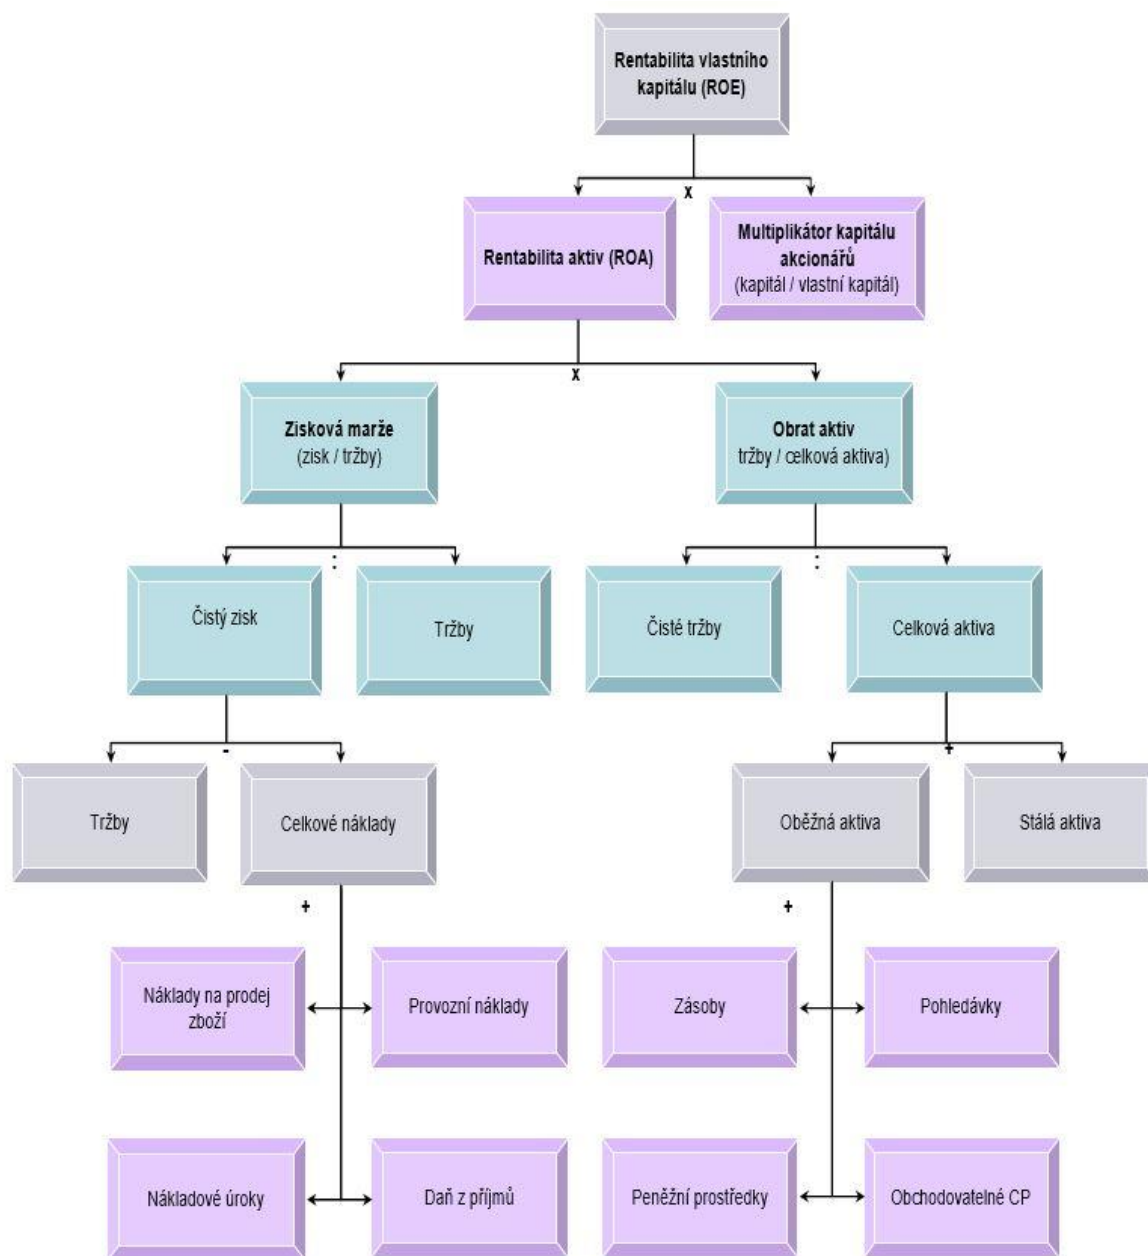 Rentabilita vlastního
kapitálu (ROE)
x
Rentabilita aktiv (ROA)
Multiplikátor kapitálu
akcionářů
(kapitál / vlastní kapitál)
x
Zisková marže
(zisk / tržby)
Obrat aktiv
tržby / celková aktiva)
:
:
Čistý zisk
Tržby
Čisté tržby
Celková aktiva
-
+
Tržby
Celkové náklady
Oběžná aktiva
Stálá aktiva
+
+
Náklady na prodej
zboží
Provozní náklady
Zásoby
Pohledávky
Nákladové úroky
Daň z příjmů
Peněžní prostředky
Obchodovatelné CP